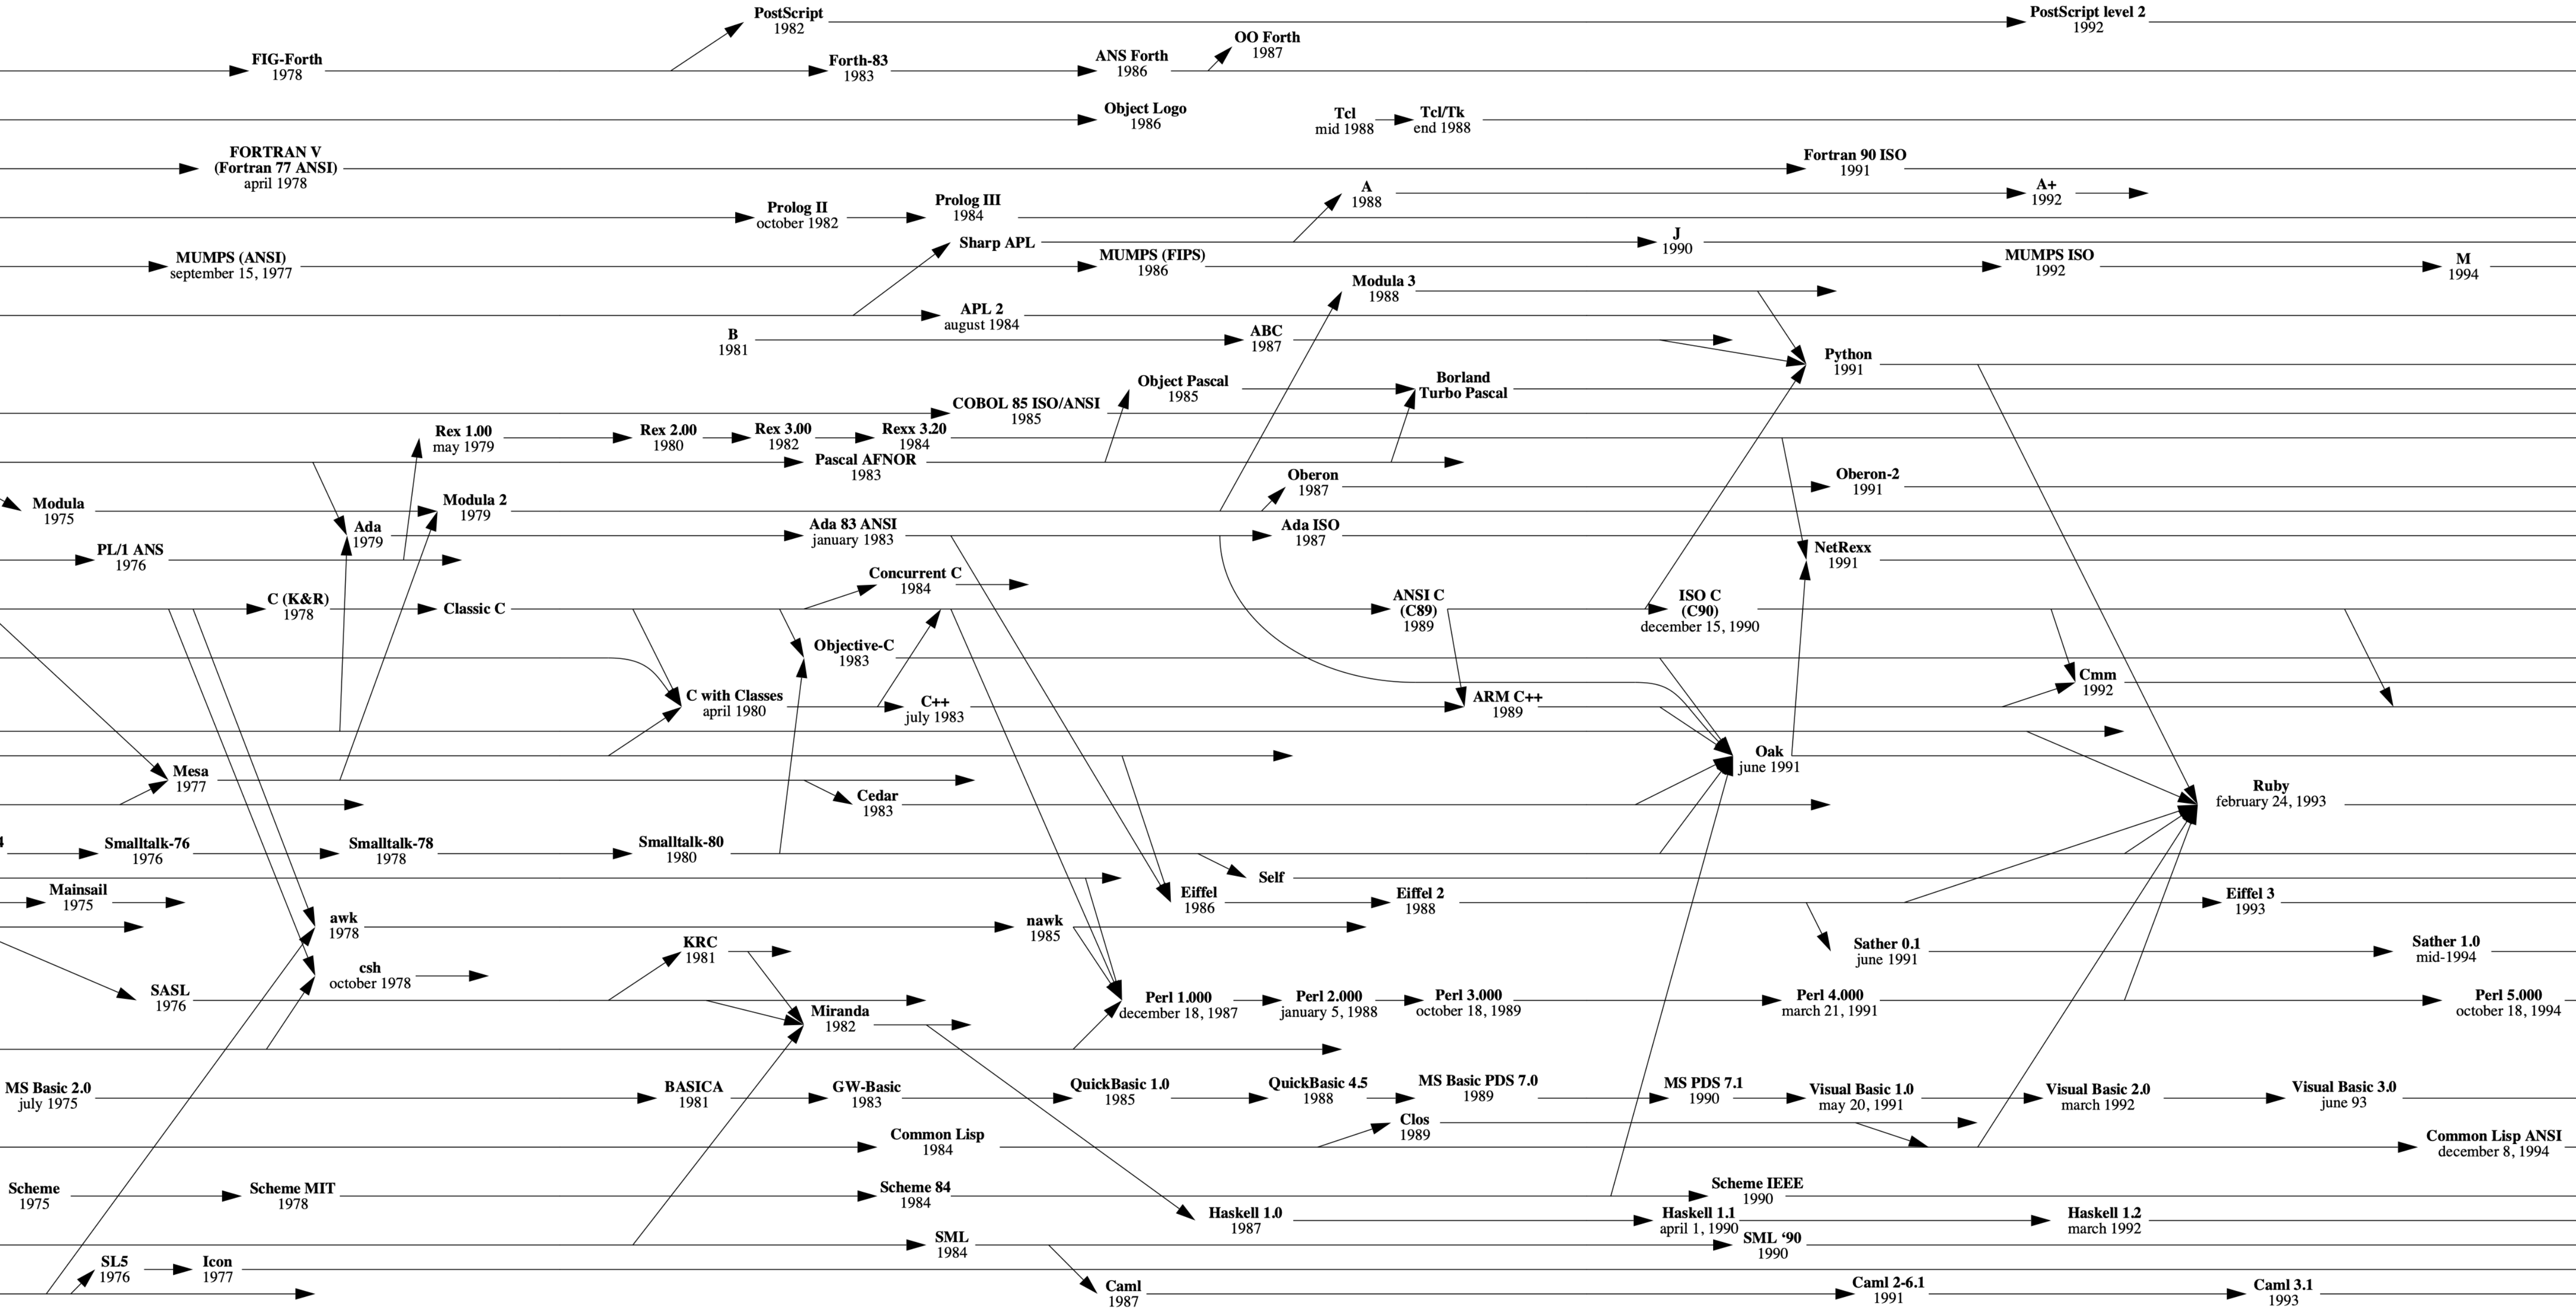 PostScript
1982
PostScript level 2
1992
OO Forth
1987
FIG-Forth
1978
Forth-83
1983
ANS Forth
1986
Object Logo
1986
Tcl
mid 1988
Tcl/Tk
end 1988
FORTRAN V
(Fortran 77 ANSI)
april 1978
Fortran 90 ISO
1991
A
1988
A+
1992
Prolog II
october 1982
Prolog III
1984
Sharp APL
J
1990
MUMPS (ANSI)
september 15, 1977
MUMPS (FIPS)
1986
MUMPS ISO
1992
M
1994
Modula 3
1988
APL 2
august 1984
B
1981
ABC
1987
Python
1991
Object Pascal
1985
Borland
Turbo Pascal
COBOL 85 ISO/ANSI
1985
Rex 1.00
may 1979
Rex 2.00
1980
Rex 3.00
1982
Rexx 3.20
1984
Pascal AFNOR
1983
Oberon
1987
Oberon-2
1991
Modula
1975
Modula 2
1979
Ada
1979
Ada 83 ANSI
january 1983
Ada ISO
1987
PL/1 ANS
1976
NetRexx
1991
Concurrent C
1984
C (K&R)
1978
Classic C
ANSI C
(C89)
1989
ISO C
(C90)
december 15, 1990
Objective-C
1983
Cmm
1992
C with Classes
april 1980
C++
july 1983
ARM C++
1989
Oak
june 1991
Mesa
1977
Cedar
1983
Ruby
february 24, 1993
4
Smalltalk-76
1976
Smalltalk-78
1978
Smalltalk-80
1980
Self
Mainsail
1975
Eiffel
1986
Eiffel 2
1988
Eiffel 3
1993
awk
1978
nawk
1985
KRC
1981
Sather 0.1
june 1991
Sather 1.0
mid-1994
csh
october 1978
SASL
1976
Perl 1.000
december 18, 1987
Perl 2.000
january 5, 1988
Perl 3.000
october 18, 1989
Perl 4.000
march 21, 1991
Perl 5.000
october 18, 1994
Miranda
1982
MS Basic 2.0
july 1975
BASICA
1981
GW-Basic
1983
QuickBasic 1.0
1985
QuickBasic 4.5
1988
MS Basic PDS 7.0
1989
MS PDS 7.1
1990
Visual Basic 1.0
may 20, 1991
Visual Basic 2.0
march 1992
Visual Basic 3.0
june 93
Clos
1989
Common Lisp
1984
Common Lisp ANSI
december 8, 1994
Scheme
1975
Scheme MIT
1978
Scheme 84
1984
Scheme IEEE
1990
Haskell 1.0
1987
Haskell 1.1
april 1, 1990
Haskell 1.2
march 1992
SML
1984
SML ‘90
1990
SL5
1976
Icon
1977
Caml
1987
Caml 2-6.1
1991
Caml 3.1
1993